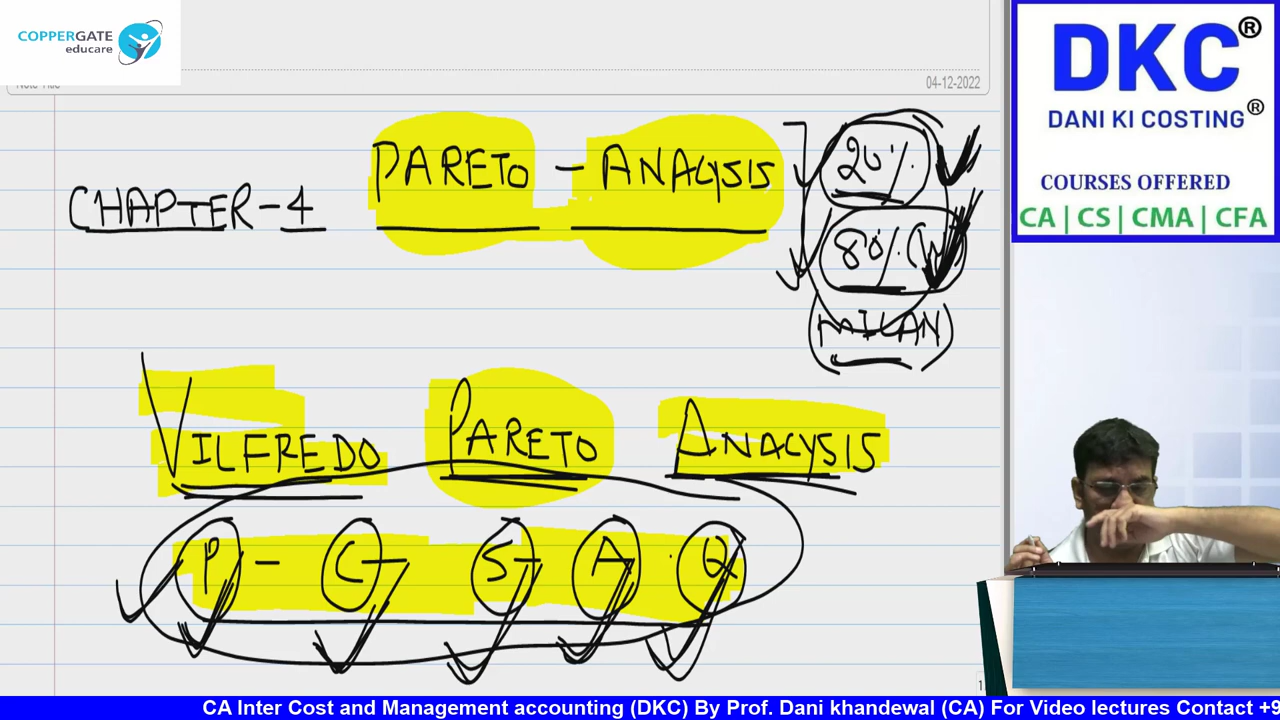 COPPERGATE
educare
04-12-2022
CHAPTER-4 PARETO - ANALYSIS
20%
80%
(MILAN)
VILFREDO PARETO ANALYSIS
P - C - S - A . Q
1
DKC®
DANI KI COSTING®
COURSES OFFERED
CA | CS | CMA | CFA
CA Inter Cost and Management accounting (DKC) By Prof. Dani khandewal (CA) For Video lectures Contact +9